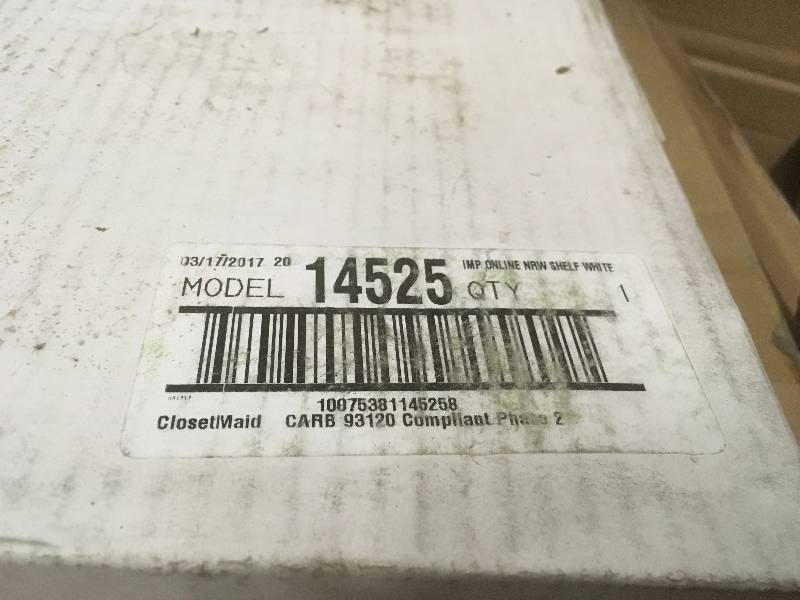 03/17/2017 20 14525 IMP ONLINE NRW SHELF WHITE
MODEL QTY 1
10075381145258
ClosetMaid CARB 93120 Compliant Phase 2